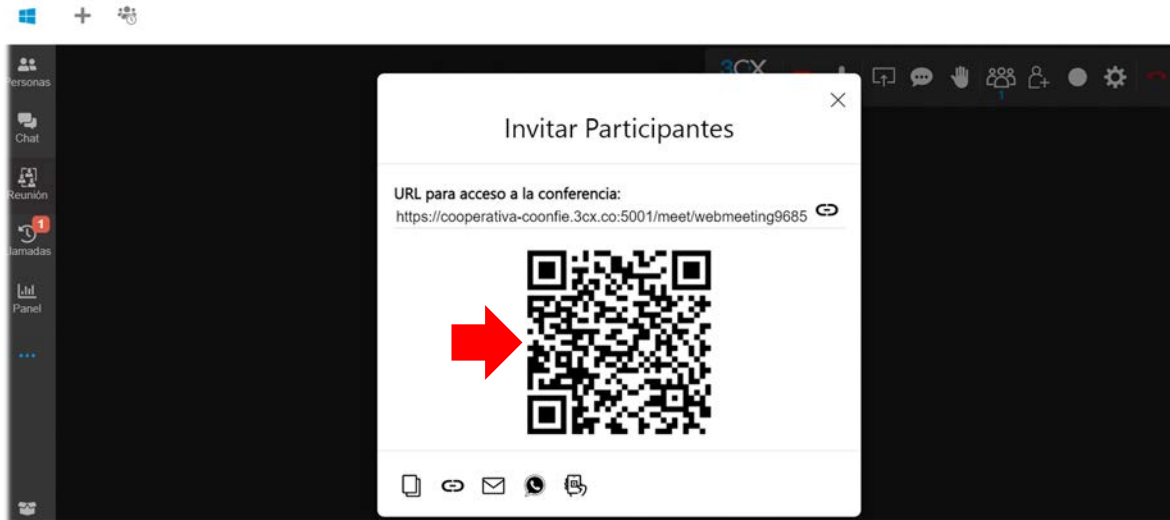 3CX
Personas
Chat
Reunión
1
Llamadas
Panel
1
Invitar Participantes
URL para acceso a la conferencia:
https://cooperativa-coonfie.3cx.co:5001/meet/webmeeting9685